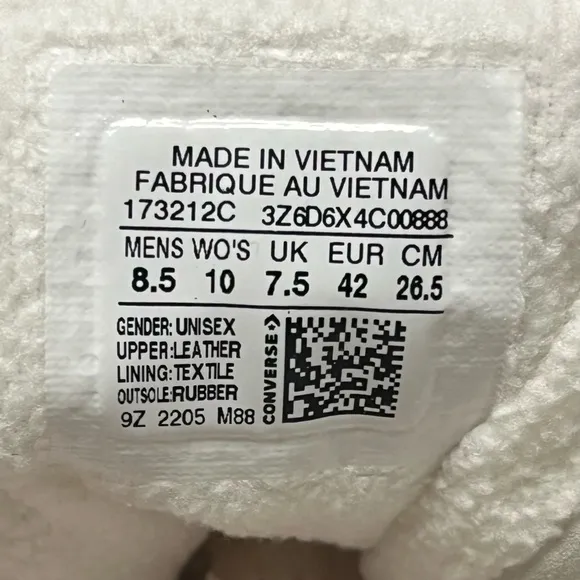 MADE IN VIETNAM
FABRIQUE AU VIETNAM
173212C 3Z6D6X4C00888
MENS WO'S UK EUR CM
8.5 10 7.5 42 26.5
GENDER: UNISEX
UPPER:LEATHER
LINING:TEXTILE
OUTSOLE:RUBBER
9Z 2205 M88
CONVERSE